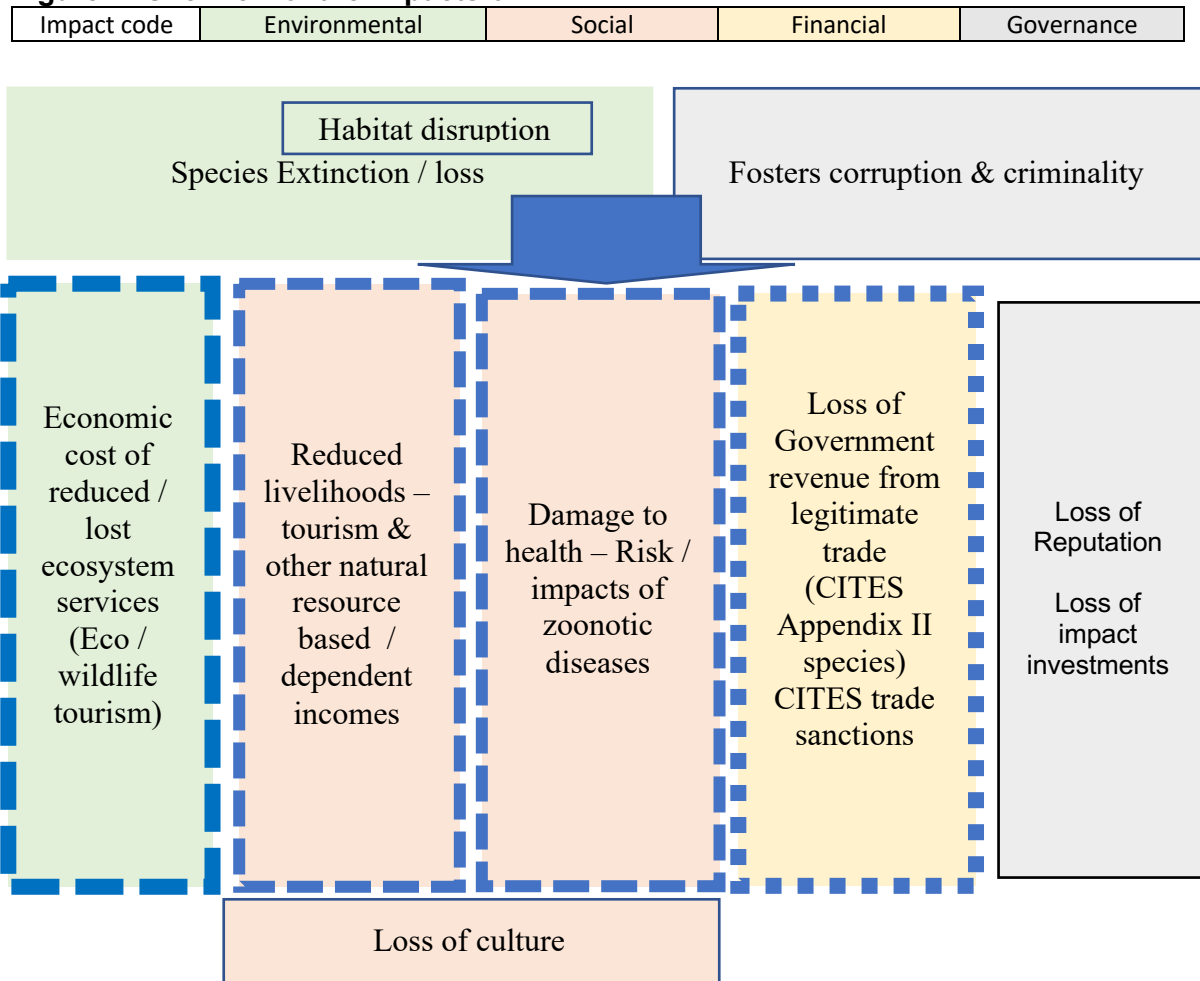 Impact code Environmental Social Financial Governance
Habitat disruption
Species Extinction / loss
Fosters corruption & criminality
Economic
cost of
reduced /
lost
ecosystem
services
(Eco /
wildlife
tourism)
Reduced
livelihoods –
tourism &
other natural
resource
based /
dependent
incomes
Damage to
health – Risk /
impacts of
zoonotic
diseases
Loss of
Government
revenue from
legitimate
trade
(CITES
Appendix II
species)
CITES trade
sanctions
Loss of
Reputation
Loss of
impact
investments
Loss of culture